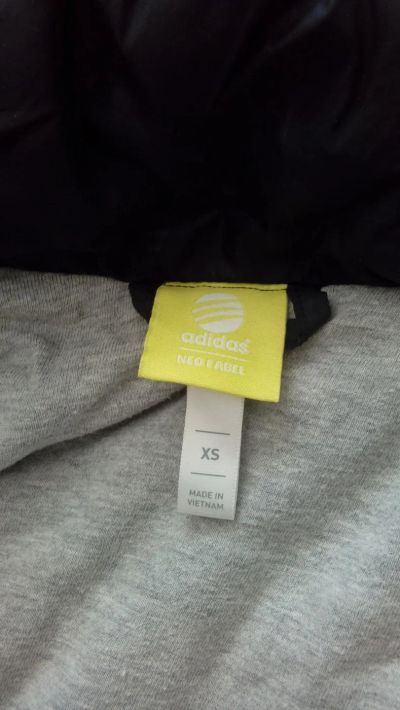 adidas
NEO LABEL
XS
MADE IN
VIETNAM